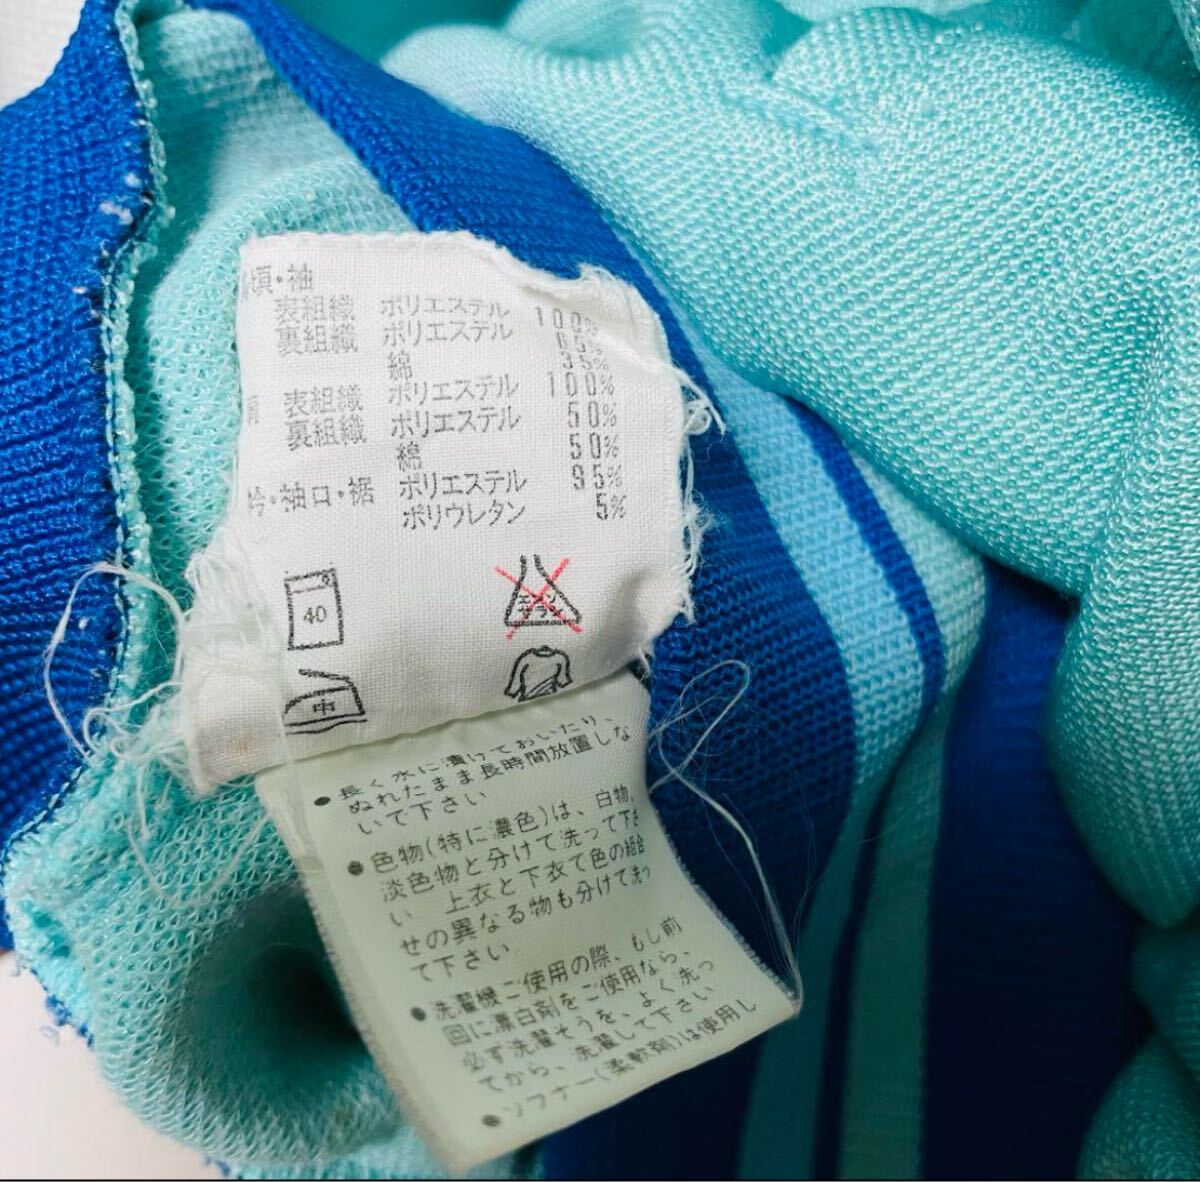 頃・袖
表組織 ポリエステル 100%
裏組織 ポリエステル 65%
綿 35%
肩 表組織 ポリエステル 100%
裏組織 ポリエステル 50%
綿 50%
衿・袖口・裾 ポリエステル 95%
ポリウレタン 5%
40
エンソ
サラシ
中
● 長く水に漬けておいたり、
ぬれたまま長時間放置しな
いで下さい
● 色物(特に濃色)は、白物、
淡色物と分けて洗って下さ
い 上衣と下衣で色の組合
せの異なる物も分けて洗っ
て下さい
● 洗濯機ご使用の際、もし前
回に漂白剤をご使用なら、
必ず洗濯そうを、よく洗っ
てから、洗濯して下さい
● ソフナー(柔軟剤)は使用し